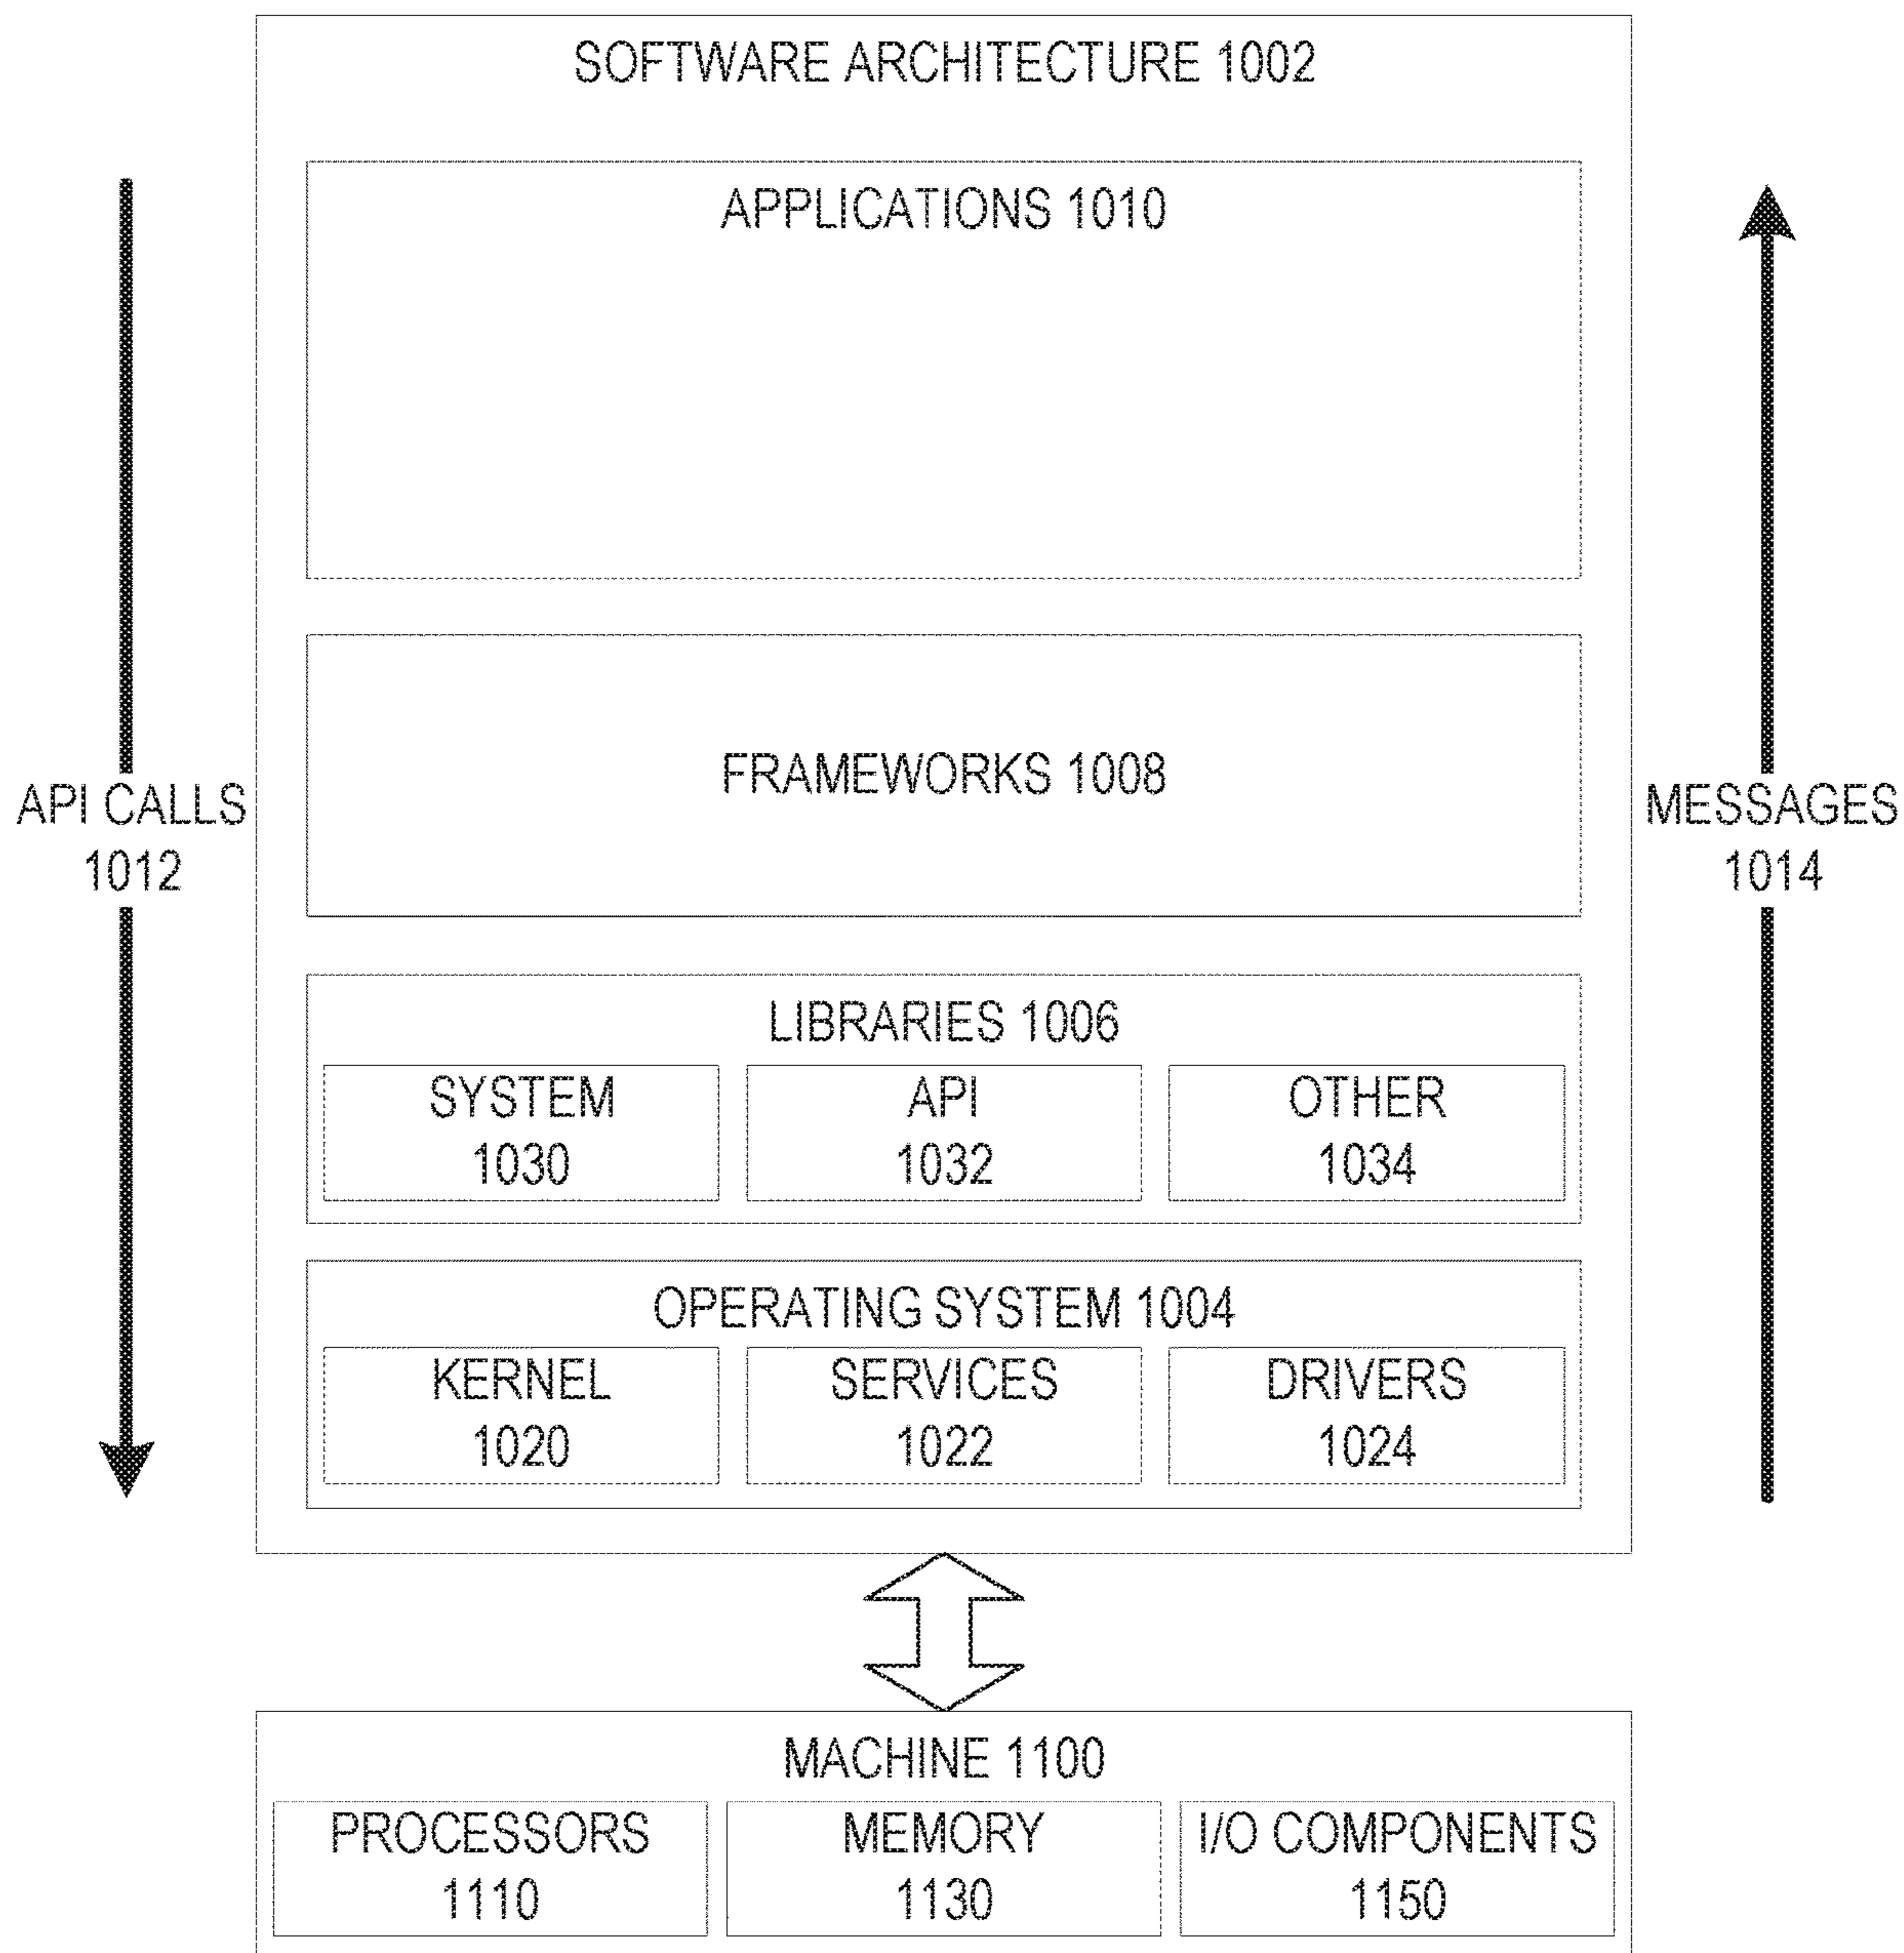 SOFTWARE ARCHITECTURE 1002
APPLICATIONS 1010
FRAMEWORKS 1008
API CALLS
1012
MESSAGES
1014
LIBRARIES 1006
SYSTEM
1030
API
1032
OTHER
1034
OPERATING SYSTEM 1004
KERNEL
1020
SERVICES
1022
DRIVERS
1024
MACHINE 1100
PROCESSORS
1110
MEMORY
1130
I/O COMPONENTS
1150